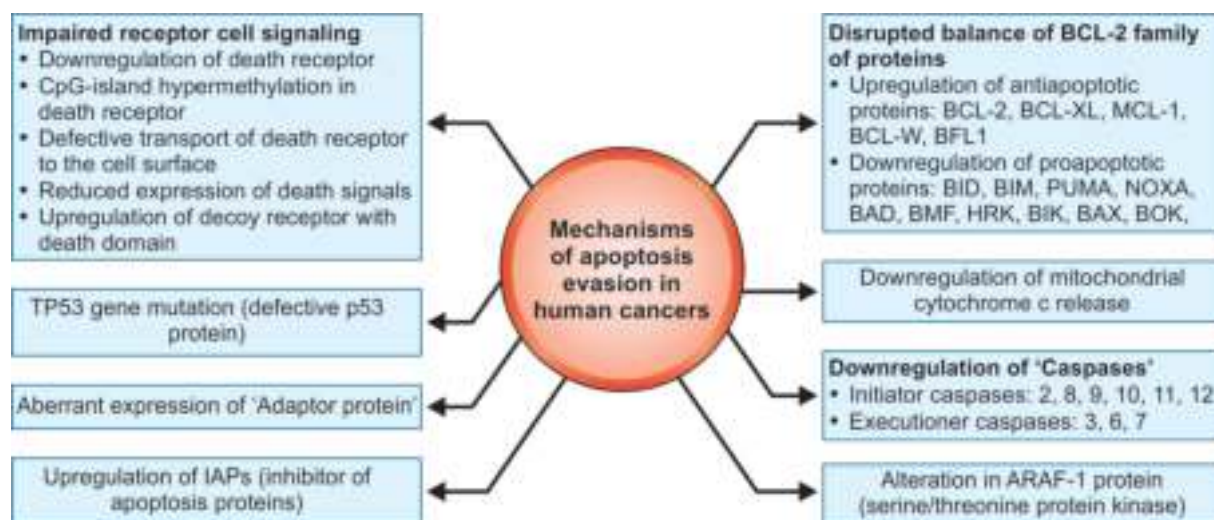 Impaired receptor cell signaling
• Downregulation of death receptor
• CpG-island hypermethylation in
death receptor
• Defective transport of death receptor
to the cell surface
• Reduced expression of death signals
• Upregulation of decoy receptor with
death domain
TP53 gene mutation (defective p53
protein)
Aberrant expression of ‘Adaptor protein’
Upregulation of IAPs (inhibitor of
apoptosis proteins)
Mechanisms
of apoptosis
evasion in
human cancers
Disrupted balance of BCL-2 family
of proteins
• Upregulation of antiapoptotic
proteins: BCL-2, BCL-XL, MCL-1,
BCL-W, BFL1
• Downregulation of proapoptotic
proteins: BID, BIM, PUMA, NOXA,
BAD, BMF, HRK, BIK, BAX, BOK,
Downregulation of mitochondrial
cytochrome c release
Downregulation of ‘Caspases’
• Initiator caspases: 2, 8, 9, 10, 11, 12
• Executioner caspases: 3, 6, 7
Alteration in ARAF-1 protein
(serine/threonine protein kinase)